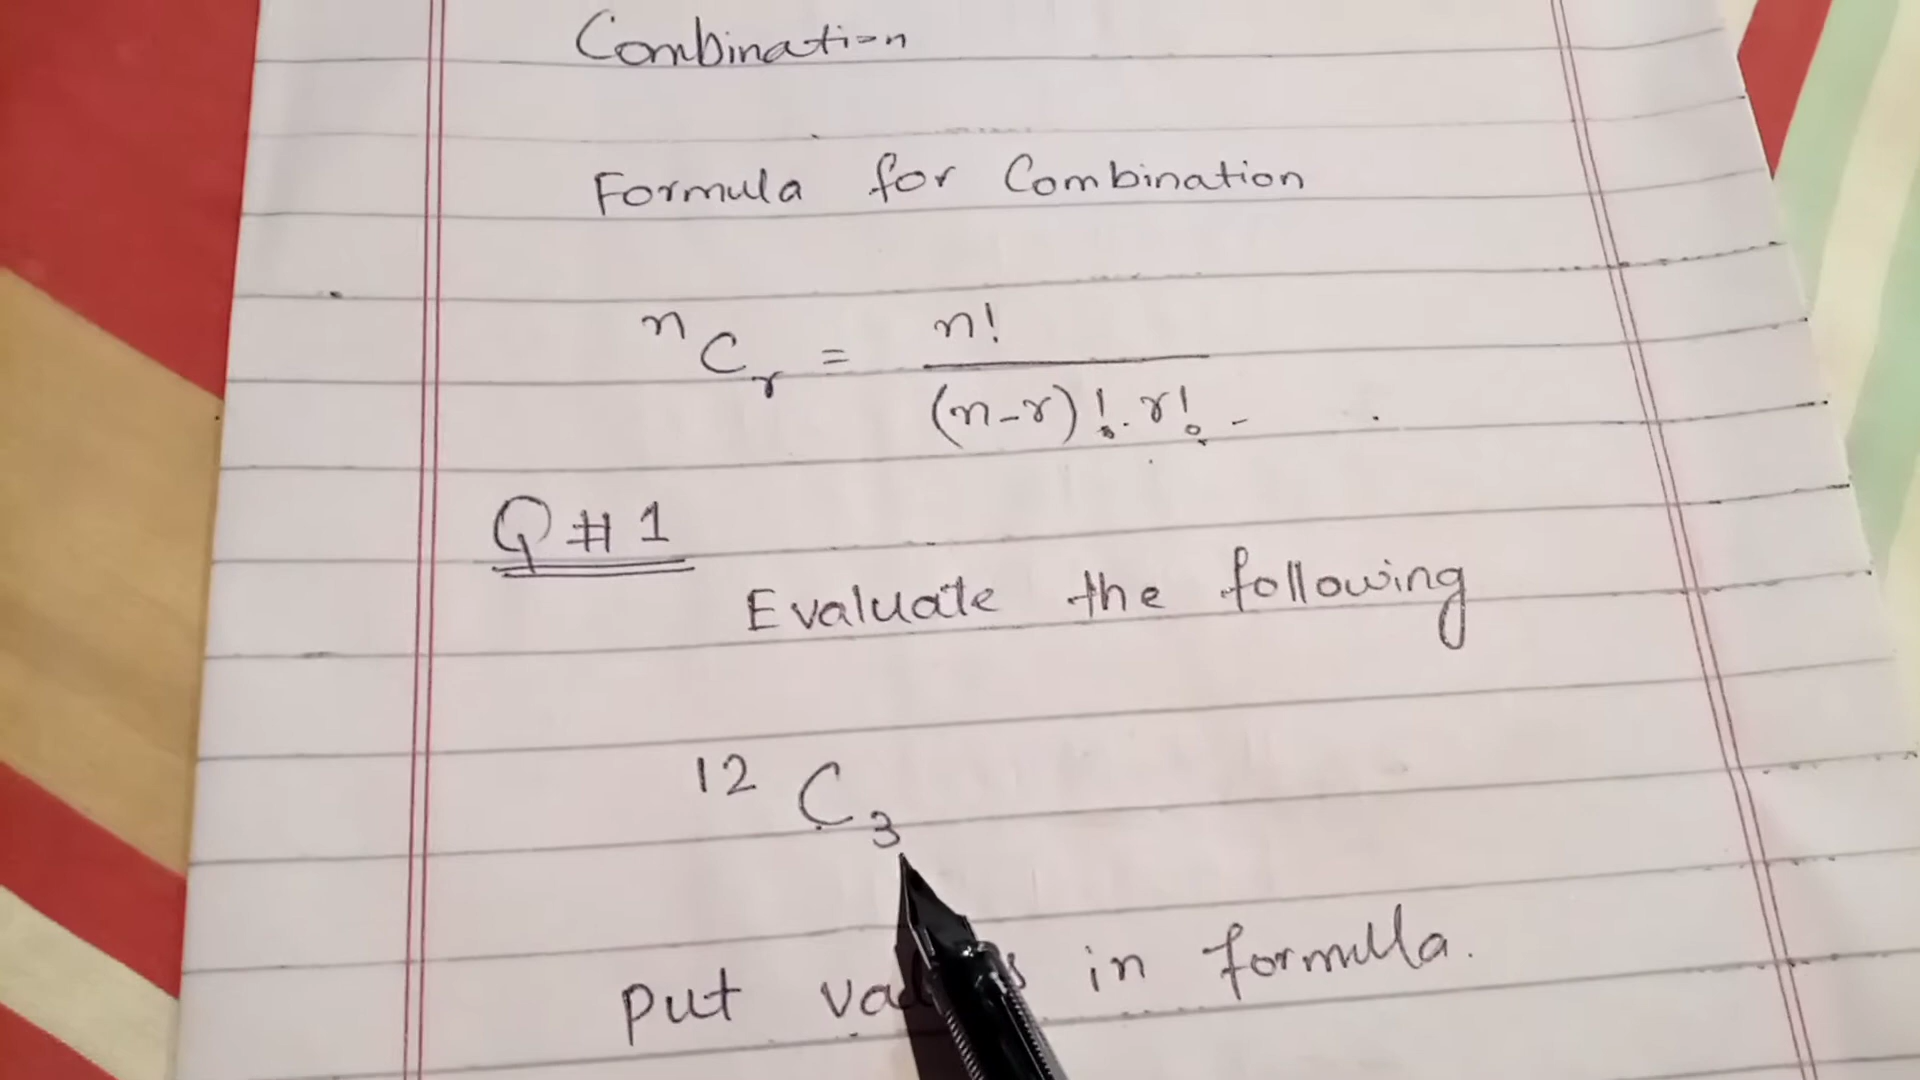 Combination
Formula for Combination
ⁿCᵣ = n! / (n-r)! . r!
Q # 1
Evaluate the following
¹²C₃
Put in formula.